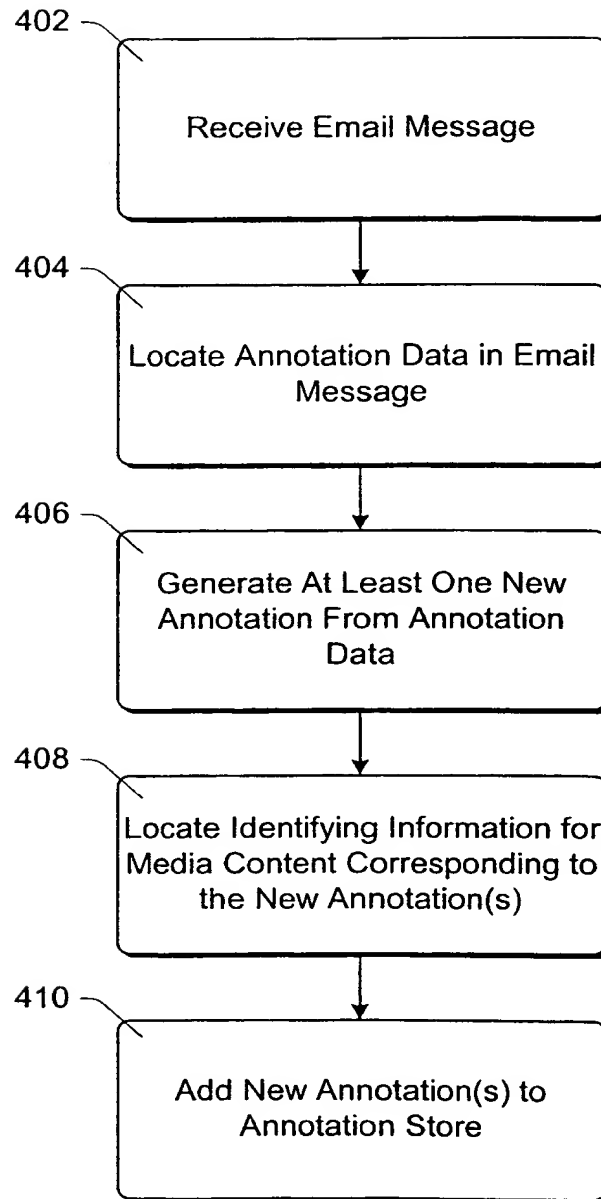 402
Receive Email Message
404
Locate Annotation Data in Email
Message
406
Generate At Least One New
Annotation From Annotation
Data
408
Locate Identifying Information for
Media Content Corresponding to
the New Annotation(s)
410
Add New Annotation(s) to
Annotation Store